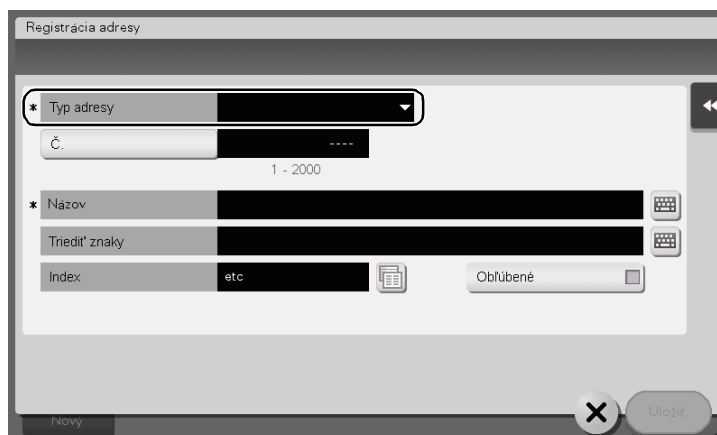 Registrácia adresy
* Typ adresy
Č. ----
1 - 2000
* Názov
Triediť znaky
Index etc Obľúbené
Nový Uložiť